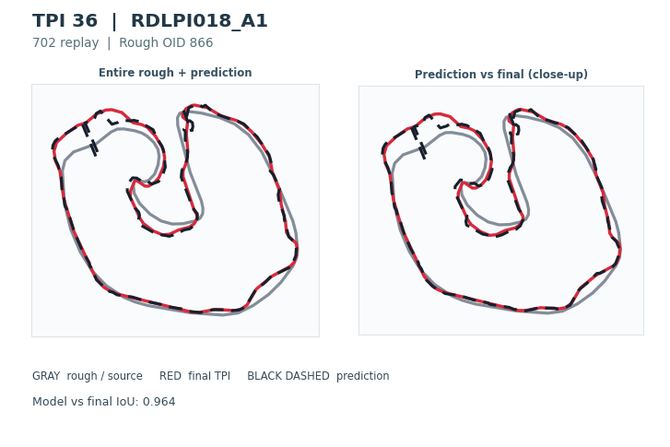 TPI 36 | RDLPI018_A1
702 replay | Rough OID 866
Entire rough + prediction
Prediction vs final (close-up)
GRAY rough / source RED final TPI BLACK DASHED prediction
Model vs final IoU: 0.964